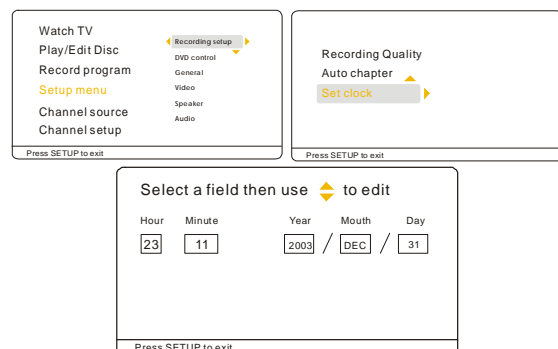 Watch TV
Play/Edit Disc
Record program
Setup menu
Channel source
Channel setup
Recording setup
DVD control
General
Video
Speaker
Audio
Press SETUP to exit
Recording Quality
Auto chapter
Set clock
Press SETUP to exit
Select a field then use to edit
Hour Minute Year Mouth Day
23 11 2003 / DEC / 31
Press SETUP to exit